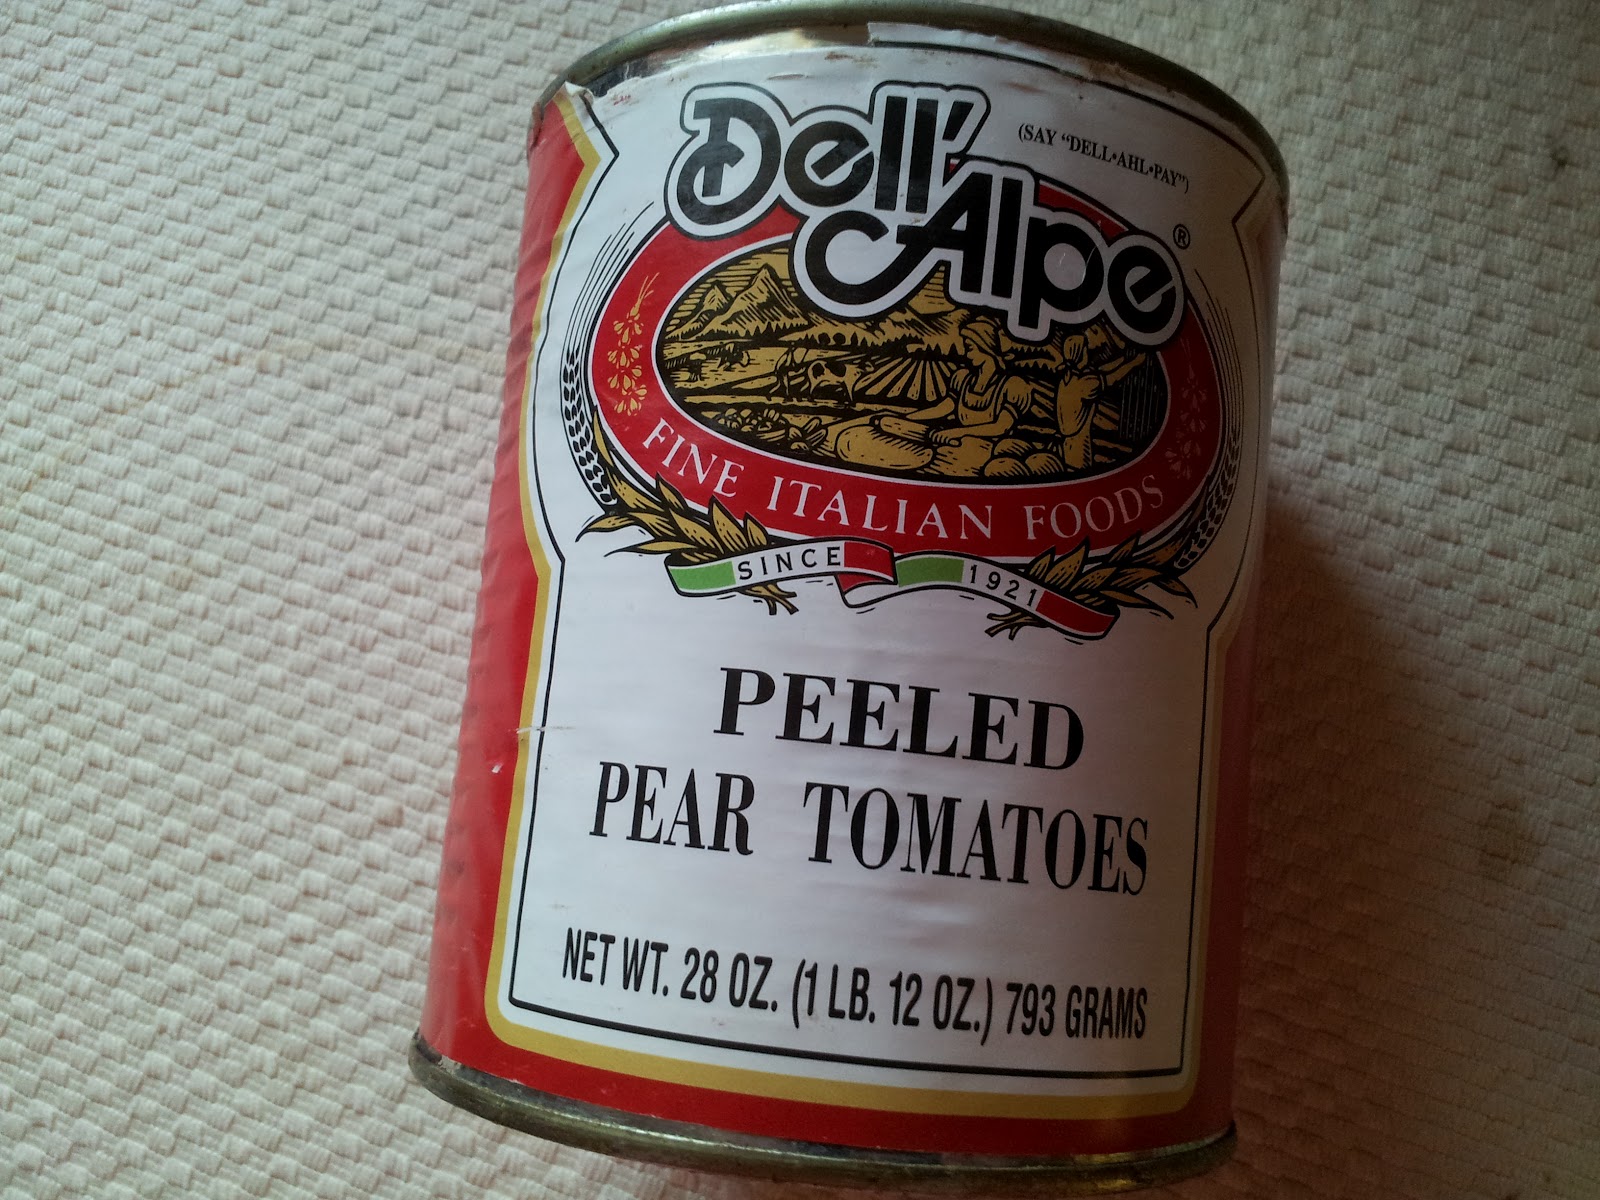 Dell'
Alpe®
(SAY "DELL•AHL•PAY")
FINE ITALIAN FOODS
SINCE 1921
PEELED
PEAR TOMATOES
NET WT. 28 OZ. (1 LB. 12 OZ.) 793 GRAMS